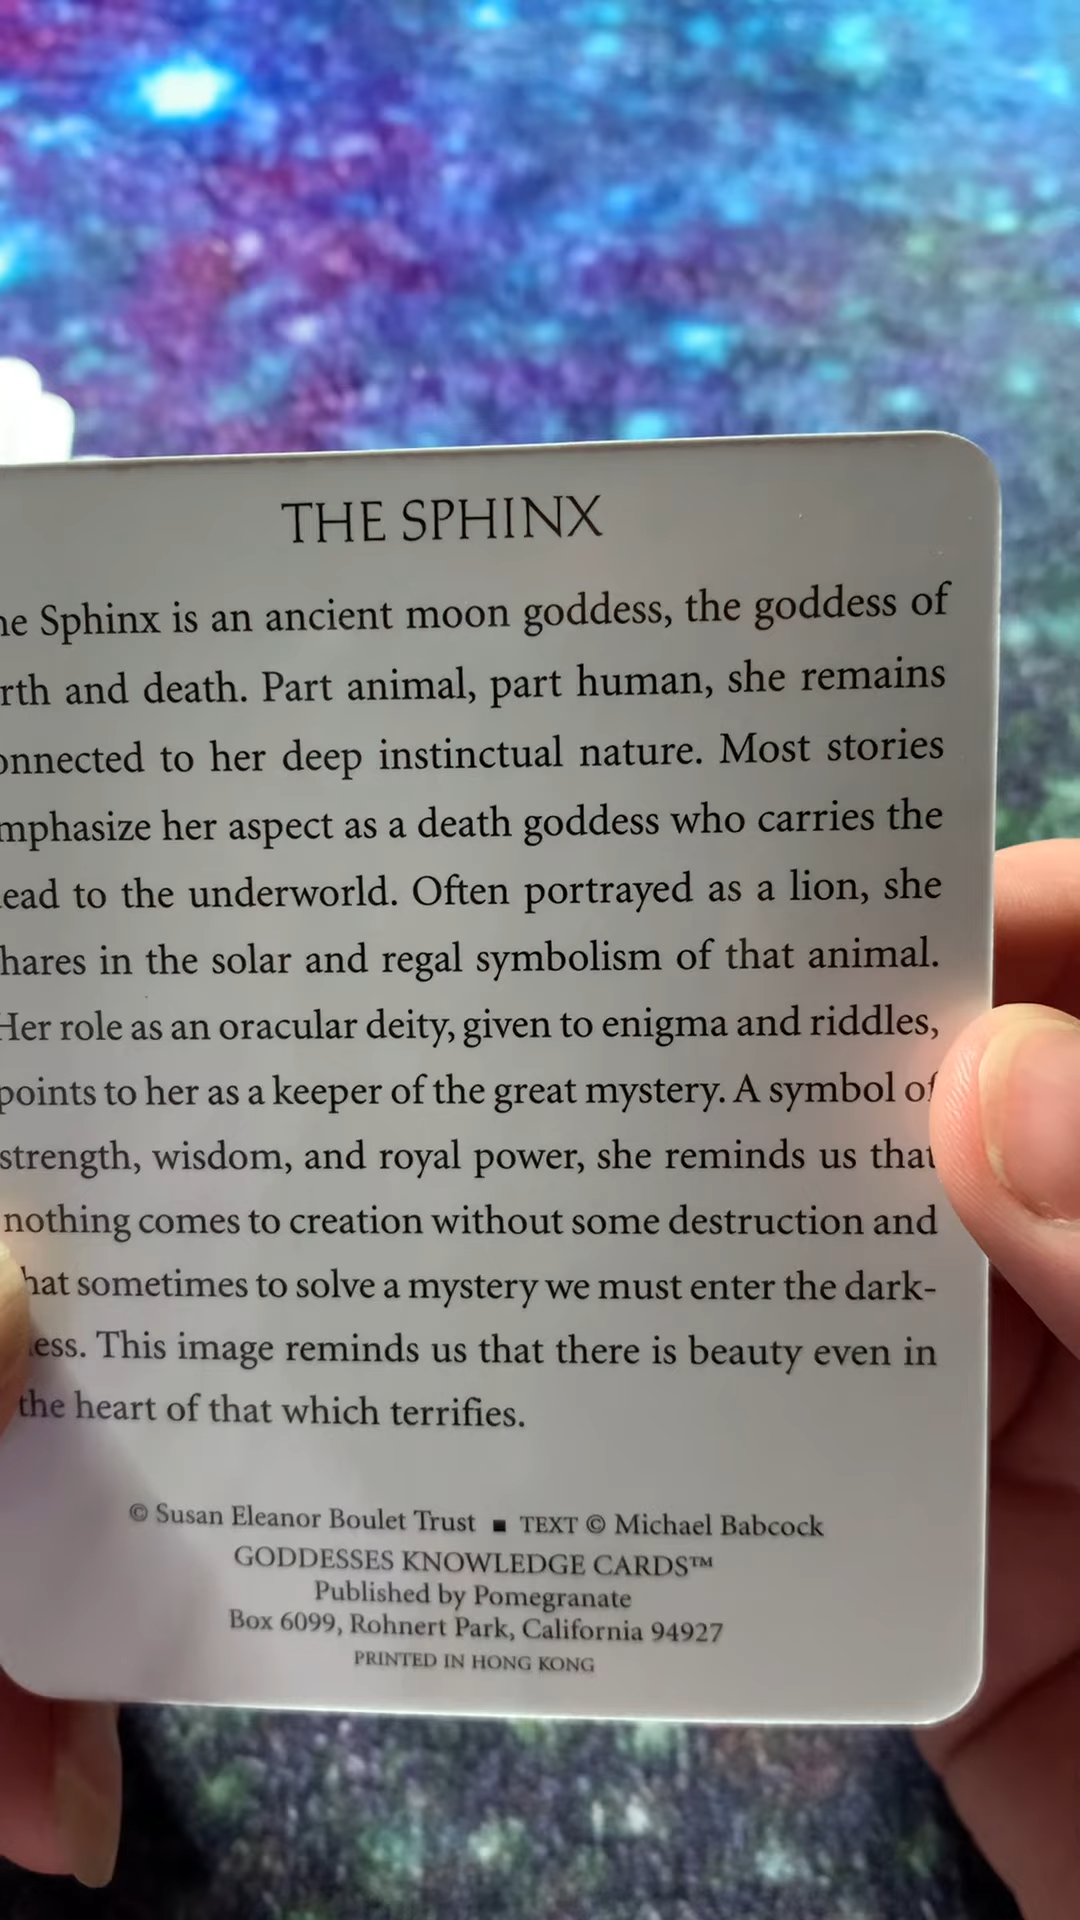 THE SPHINX
he Sphinx is an ancient moon goddess, the goddess of
rth and death. Part animal, part human, she remains
onnected to her deep instinctual nature. Most stories
mphasize her aspect as a death goddess who carries the
ead to the underworld. Often portrayed as a lion, she
hares in the solar and regal symbolism of that animal.
Her role as an oracular deity, given to enigma and riddles,
points to her as a keeper of the great mystery. A symbol of
strength, wisdom, and royal power, she reminds us that
nothing comes to creation without some destruction and
hat sometimes to solve a mystery we must enter the dark-
ess. This image reminds us that there is beauty even in
the heart of that which terrifies.
© Susan Eleanor Boulet Trust ■ TEXT © Michael Babcock
GODDESSES KNOWLEDGE CARDS™
Published by Pomegranate
Box 6099, Rohnert Park, California 94927
PRINTED IN HONG KONG